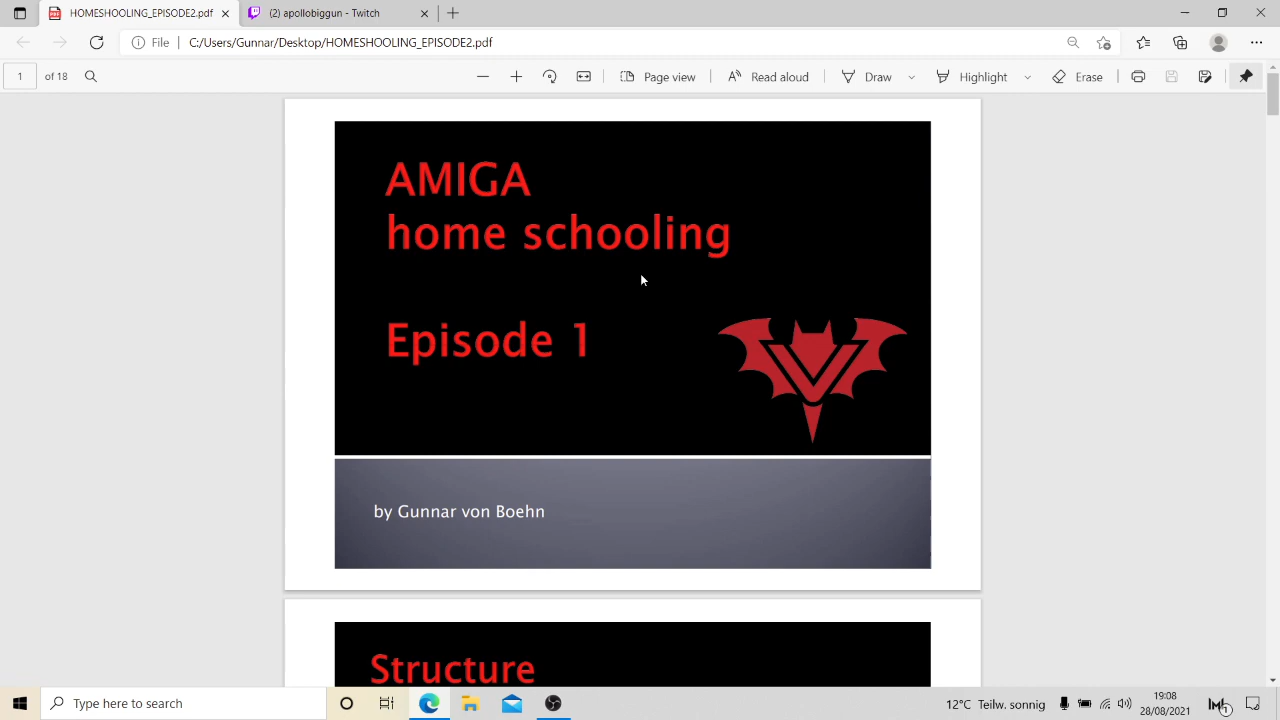 HOMESHOOLING_EPISODE2.pdf
(2) apollobiggun - Twitch
File
C:/Users/Gunnar/Desktop/HOMESHOOLING_EPISODE2.pdf
1 of 18
Page view
Read aloud
Draw
Highlight
Erase
AMIGA
home schooling
Episode 1
by Gunnar von Boehn
Structure
Type here to search
12°C Teilw. sonnig
19:08
28/08/2021
1